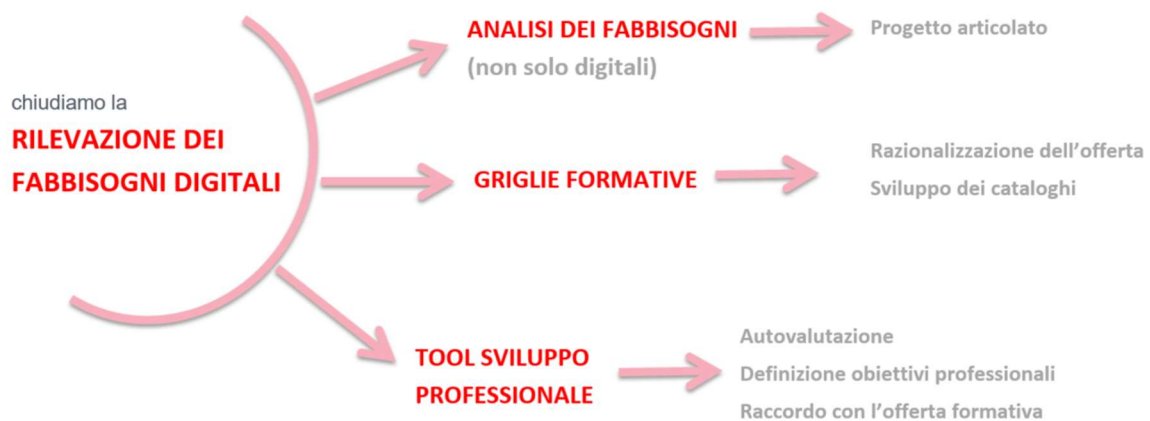 chiudiamo la
RILEVAZIONE DEI
FABBISOGNI DIGITALI
ANALISI DEI FABBISOGNI
(non solo digitali)
Progetto articolato
GRIGLIE FORMATIVE
Razionalizzazione dell’offerta
Sviluppo dei cataloghi
TOOL SVILUPPO
PROFESSIONALE
Autovalutazione
Definizione obiettivi professionali
Raccordo con l’offerta formativa